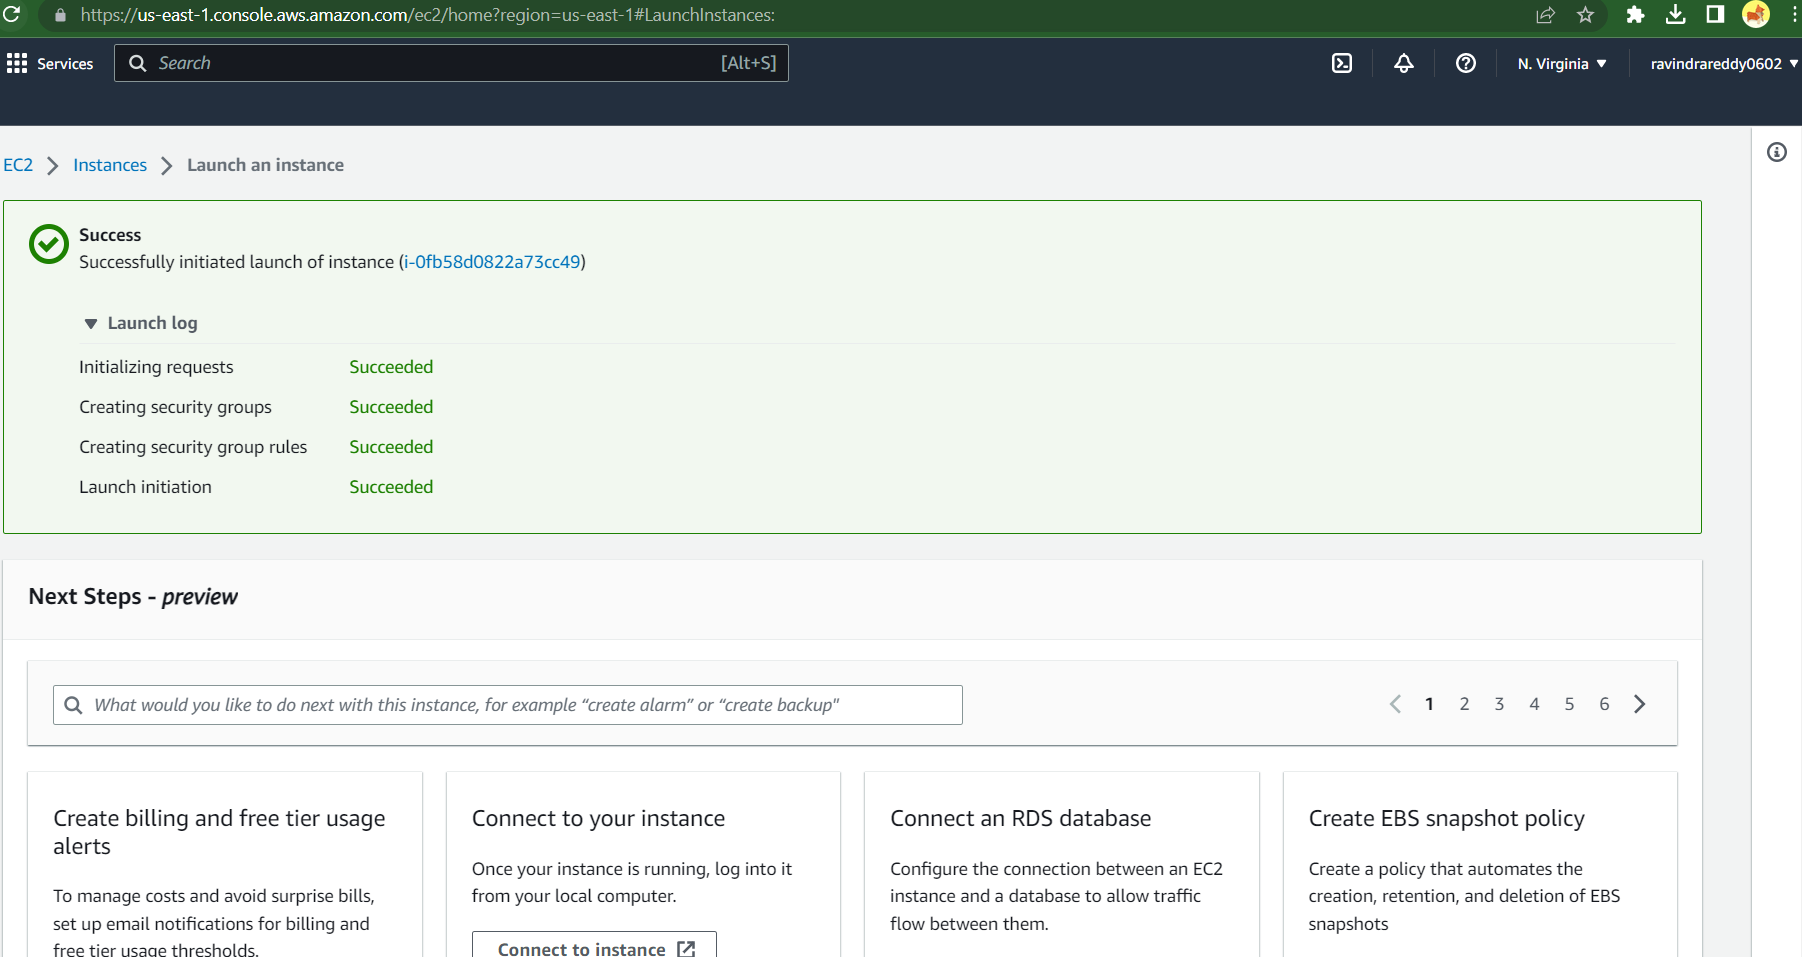 https://us-east-1.console.aws.amazon.com/ec2/home?region=us-east-1#LaunchInstances:
Services
Search
[Alt+S]
N. Virginia
ravindrareddy0602
EC2
Instances
Launch an instance
Success
Successfully initiated launch of instance (i-0fb58d0822a73cc49)
Launch log
Initializing requests Succeeded
Creating security groups Succeeded
Creating security group rules Succeeded
Launch initiation Succeeded
Next Steps - preview
What would you like to do next with this instance, for example “create alarm” or “create backup"
1 2 3 4 5 6
Create billing and free tier usage
alerts
To manage costs and avoid surprise bills,
set up email notifications for billing and
free tier usage thresholds.
Connect to your instance
Once your instance is running, log into it
from your local computer.
Connect to instance
Connect an RDS database
Configure the connection between an EC2
instance and a database to allow traffic
flow between them.
Create EBS snapshot policy
Create a policy that automates the
creation, retention, and deletion of EBS
snapshots